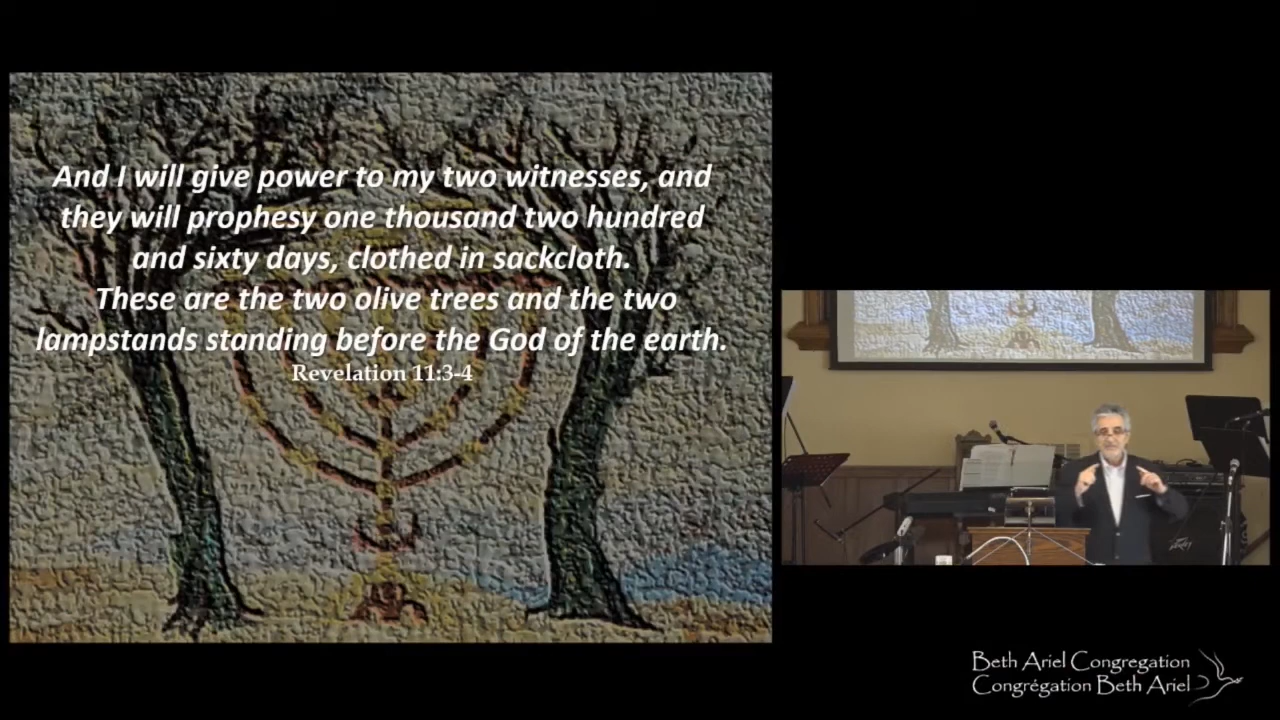 And I will give power to my two witnesses, and
they will prophesy one thousand two hundred
and sixty days, clothed in sackcloth.
These are the two olive trees and the two
lampstands standing before the God of the earth.
Revelation 11:3-4
Beth Ariel Congregation
Congrégation Beth Ariel